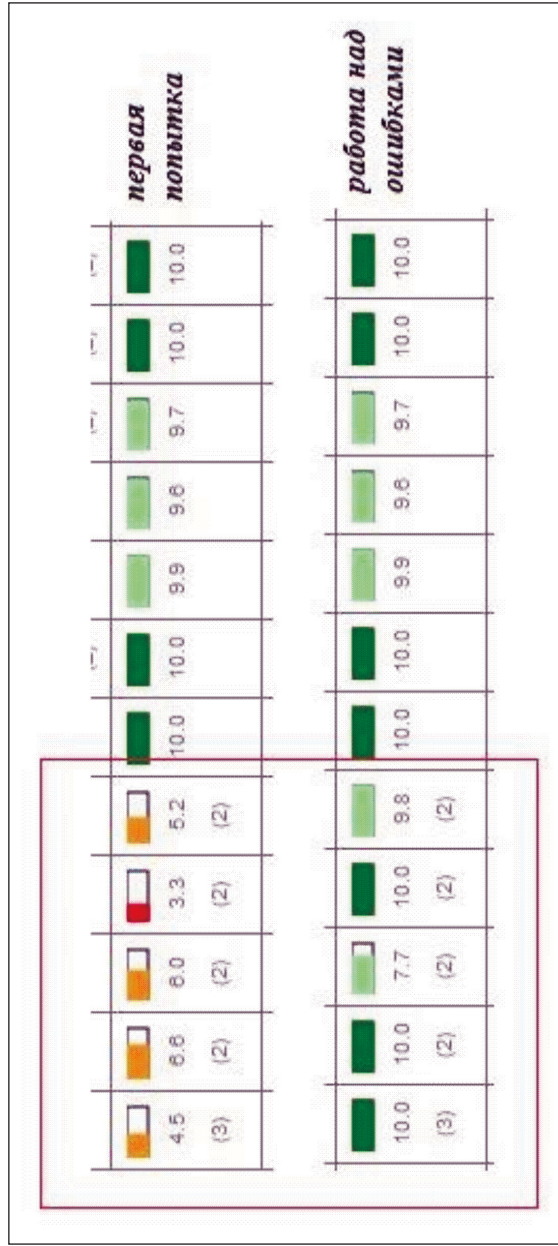 первая
4.5 6.6 6.0 3.3 5.2 10.0 10.0 9.9 9.6 9.7 10.0 10.0 попытка
(3) (2) (2) (2) (2)
работа над
10.0 10.0 7.7 10.0 9.8 10.0 10.0 9.9 9.6 9.7 10.0 10.0 ошибками
(3) (2) (2) (2) (2)